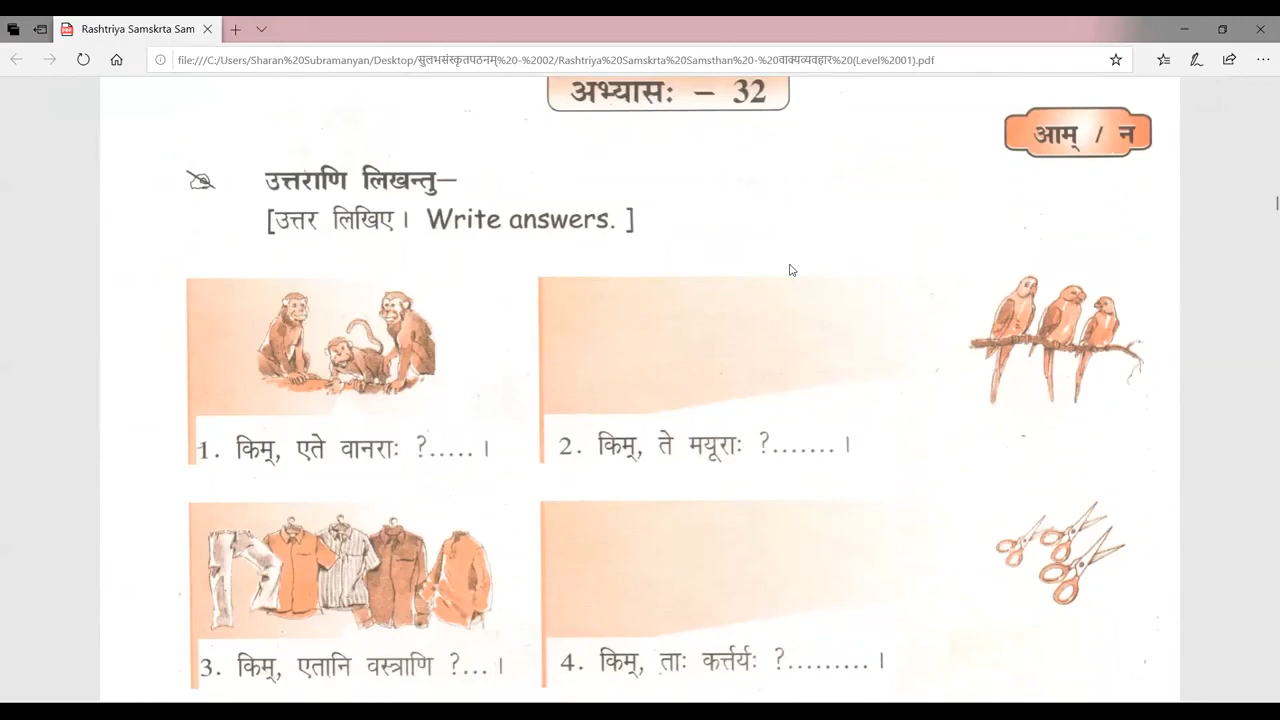 Rashtriya Samskrta Sam
file:///C:/Users/Sharan%20Subramanyan/Desktop/सुलभसंस्कृतपठनम्%20-%2002/Rashtriya%20Samskrta%20Samsthan%20-%20वाक्यव्यवहार%20(Level%2001).pdf
अभ्यासः – 32
आम् / न
उत्तराणि लिखन्तु–
[उत्तर लिखिए । Write answers. ]
1. किम्, एते वानराः ?..... ।
2. किम्, ते मयूराः ?....... ।
3. किम्, एतानि वस्त्राणि ?... ।
4. किम्, ताः कर्त्तर्यः ?......... ।